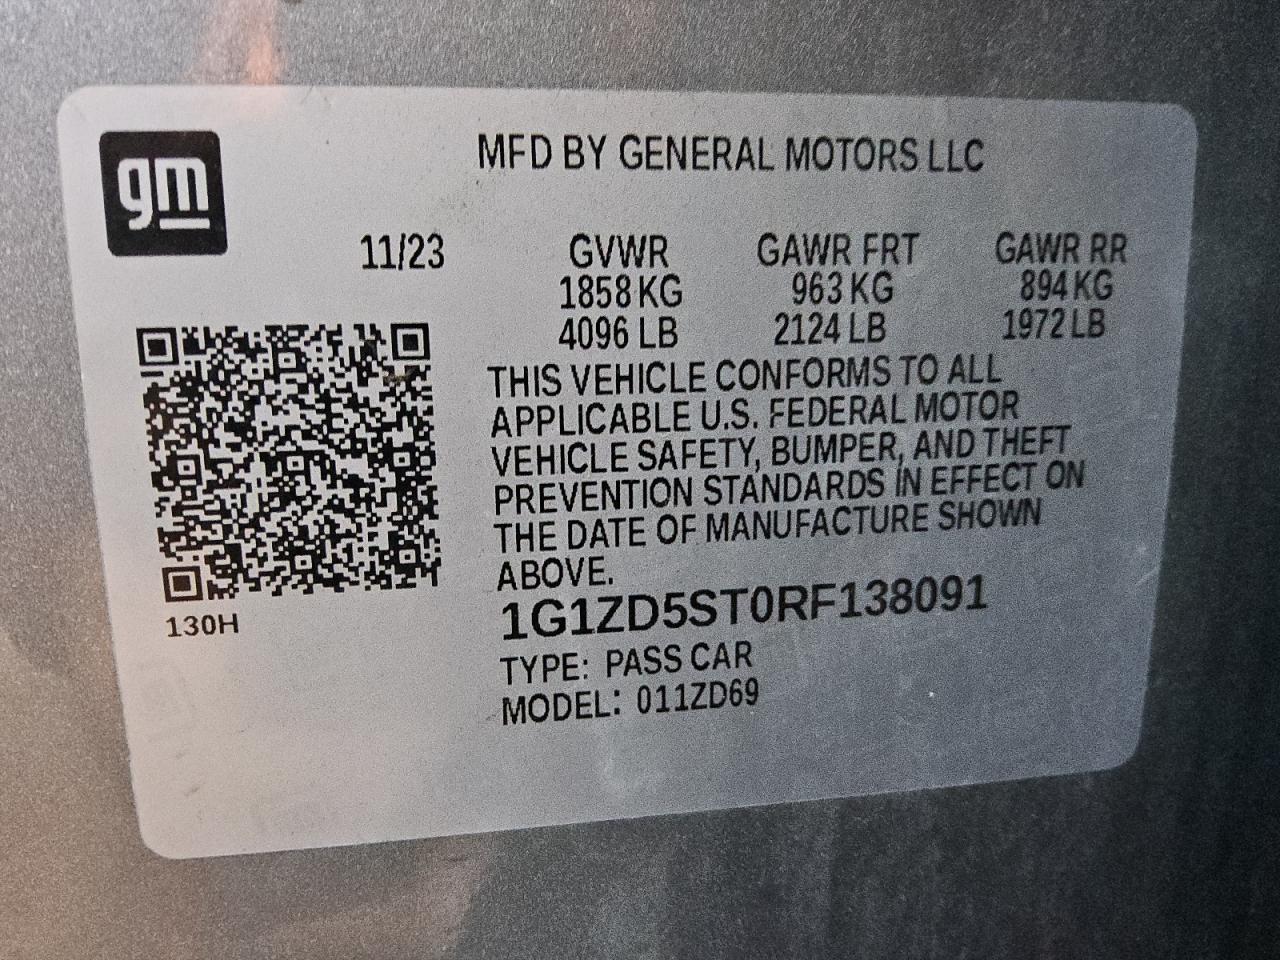 gm
MFD BY GENERAL MOTORS LLC
11/23 GVWR GAWR FRT GAWR RR
1858 KG 963 KG 894 KG
4096 LB 2124 LB 1972 LB
THIS VEHICLE CONFORMS TO ALL
APPLICABLE U.S. FEDERAL MOTOR
VEHICLE SAFETY, BUMPER, AND THEFT
PREVENTION STANDARDS IN EFFECT ON
THE DATE OF MANUFACTURE SHOWN
ABOVE.
1G1ZD5ST0RF138091
130H
TYPE: PASS CAR
MODEL: 011ZD69